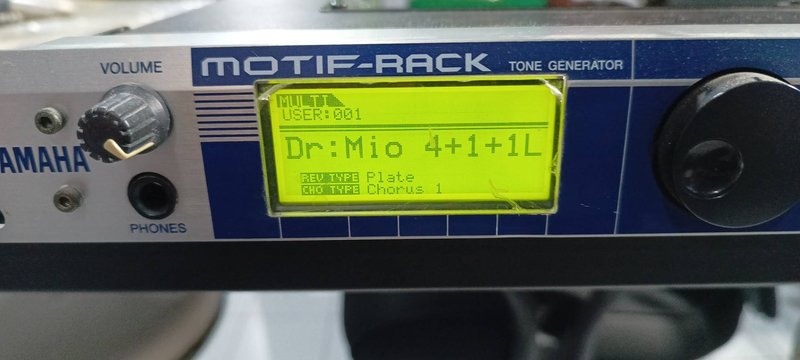 VOLUME
MOTIF-RACK TONE GENERATOR
MULTI
USER:001
Dr:Mio 4+1+1L
REV TYPE Plate
CHO TYPE Chorus 1
YAMAHA
PHONES